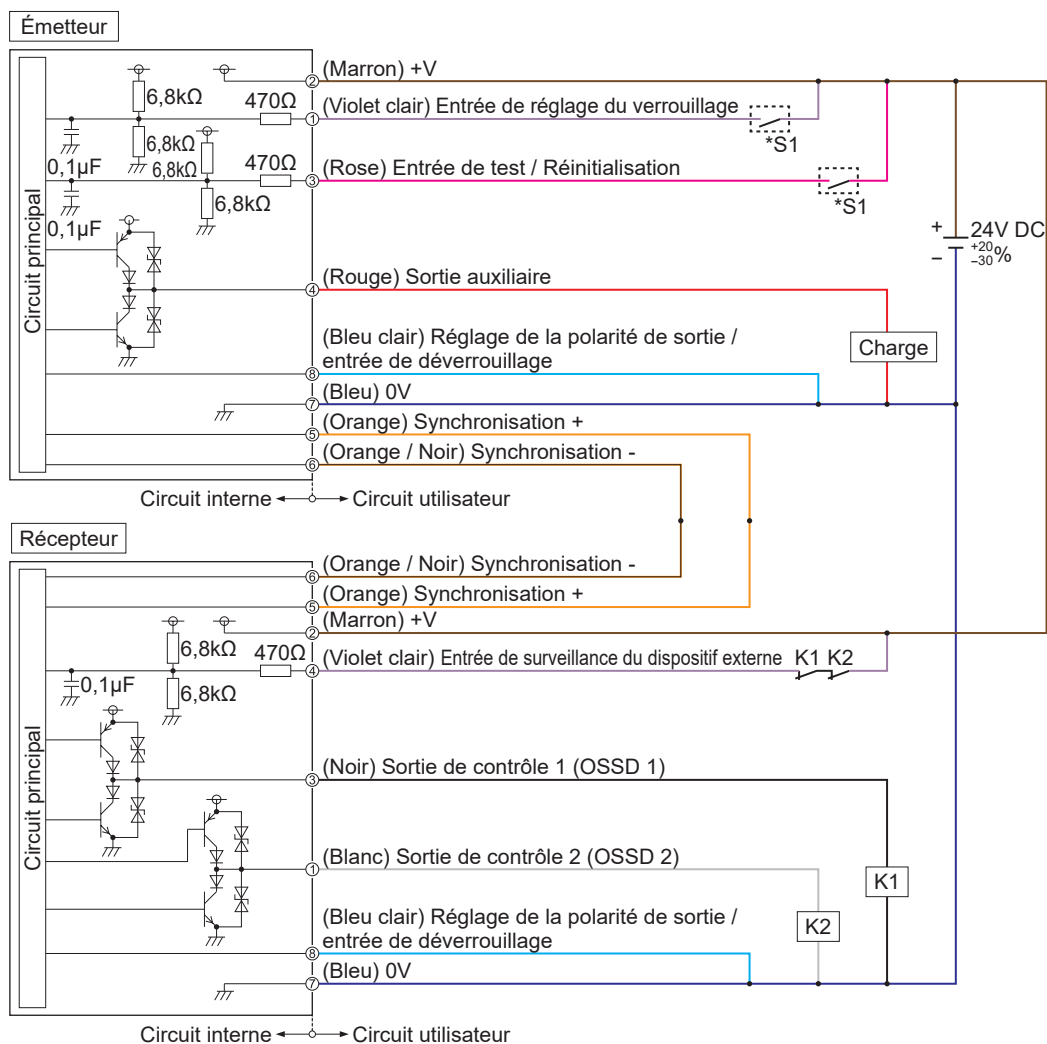 Émetteur
② (Marron) +V
6,8kΩ
470Ω
① (Violet clair) Entrée de réglage du verrouillage
*S1
6,8kΩ
0,1µF
6,8kΩ
470Ω
③ (Rose) Entrée de test / Réinitialisation
*S1
6,8kΩ
0,1µF
Circuit principal
+
24V DC
+20
−30%
−
④ (Rouge) Sortie auxiliaire
Charge
(Bleu clair) Réglage de la polarité de sortie /
entrée de déverrouillage
⑧
⑦ (Bleu) 0V
⑤ (Orange) Synchronisation +
⑥ (Orange / Noir) Synchronisation -
Circuit interne
Circuit utilisateur
Récepteur
⑥ (Orange / Noir) Synchronisation -
⑤ (Orange) Synchronisation +
② (Marron) +V
6,8kΩ
470Ω
④ (Violet clair) Entrée de surveillance du dispositif externe
K1 K2
0,1µF
6,8kΩ
Circuit principal
③ (Noir) Sortie de contrôle 1 (OSSD 1)
① (Blanc) Sortie de contrôle 2 (OSSD 2)
K1
K2
(Bleu clair) Réglage de la polarité de sortie /
entrée de déverrouillage
⑧
⑦ (Bleu) 0V
Circuit interne
Circuit utilisateur